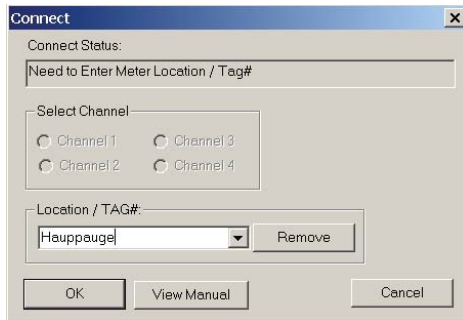 Connect
Connect Status:
Need to Enter Meter Location / Tag#
Select Channel
Channel 1 Channel 3
Channel 2 Channel 4
Location / TAG#:
Hauppauge Remove
OK View Manual Cancel